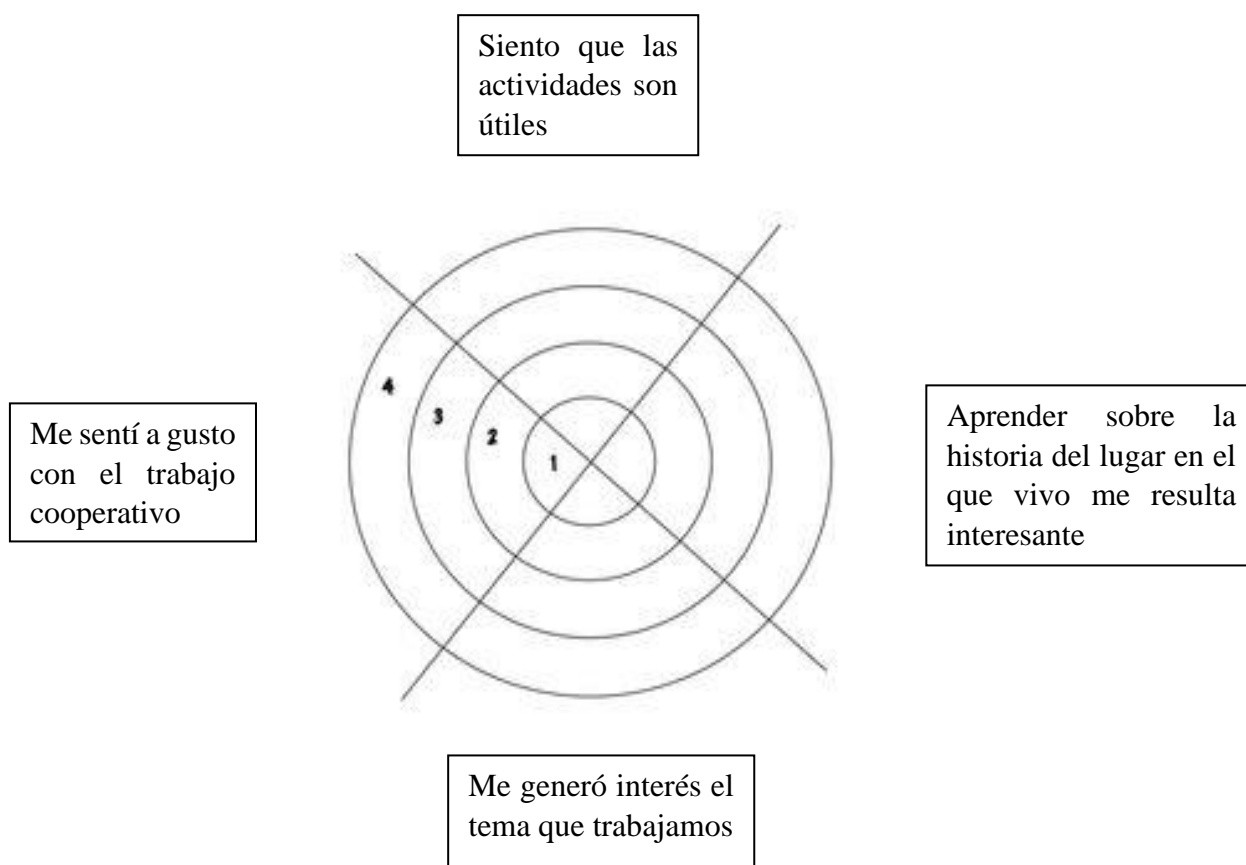 Siento que las
actividades son
útiles
4
3
2
1
Me sentí a gusto
con el trabajo
cooperativo
Aprender sobre la
historia del lugar en el
que vivo me resulta
interesante
Me generó interés el
tema que trabajamos